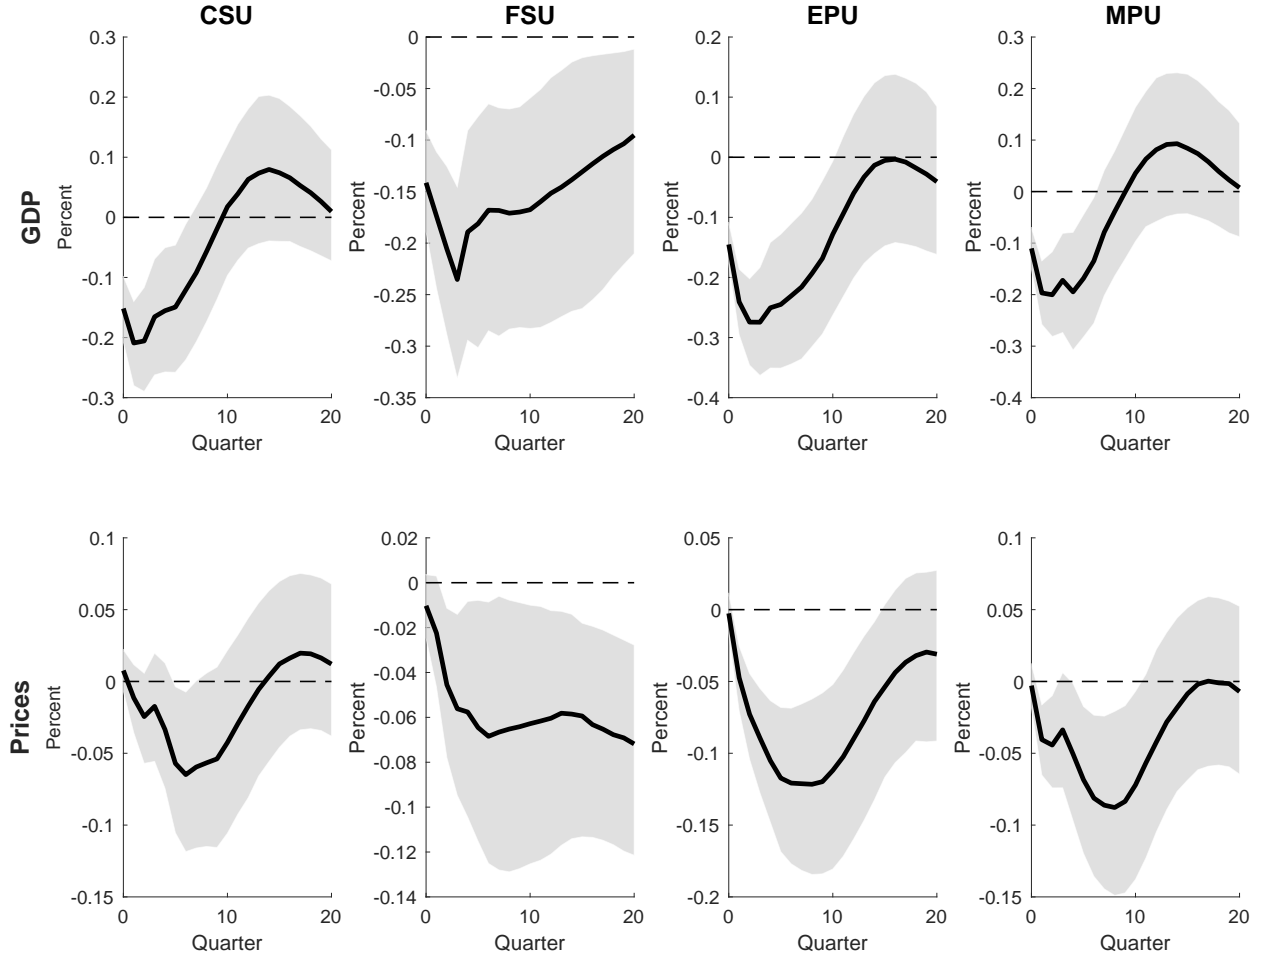 CSU FSU EPU MPU
GDP
Percent
0.3
0.2
0.1
0
-0.1
-0.2
-0.3
0 10 20
Quarter
Percent
0
-0.05
-0.1
-0.15
-0.2
-0.25
-0.3
-0.35
0 10 20
Quarter
Percent
0.2
0.1
0
-0.1
-0.2
-0.3
-0.4
0 10 20
Quarter
Percent
0.3
0.2
0.1
0
-0.1
-0.2
-0.3
-0.4
0 10 20
Quarter
Prices
Percent
0.1
0.05
0
-0.05
-0.1
-0.15
0 10 20
Quarter
Percent
0.02
0
-0.02
-0.04
-0.06
-0.08
-0.1
-0.12
-0.14
0 10 20
Quarter
Percent
0.05
0
-0.05
-0.1
-0.15
-0.2
0 10 20
Quarter
Percent
0.1
0.05
0
-0.05
-0.1
-0.15
0 10 20
Quarter